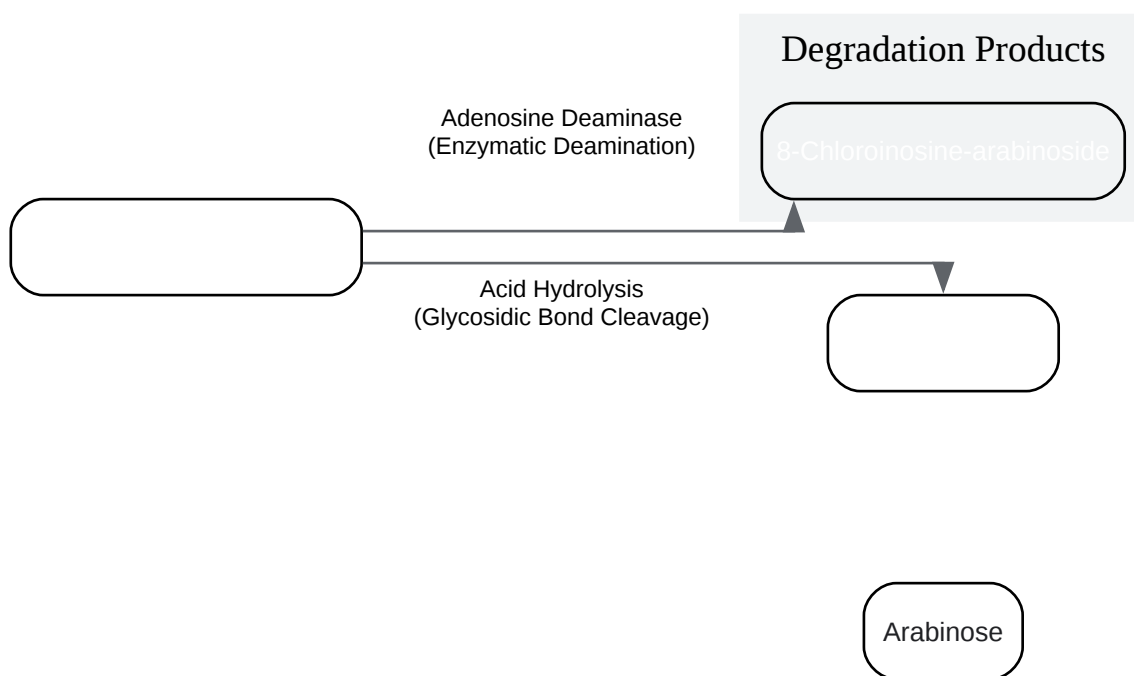 Degradation Products
Adenosine Deaminase
(Enzymatic Deamination)
8-Chloroinosine-arabinoside
Acid Hydrolysis
(Glycosidic Bond Cleavage)
Arabinose